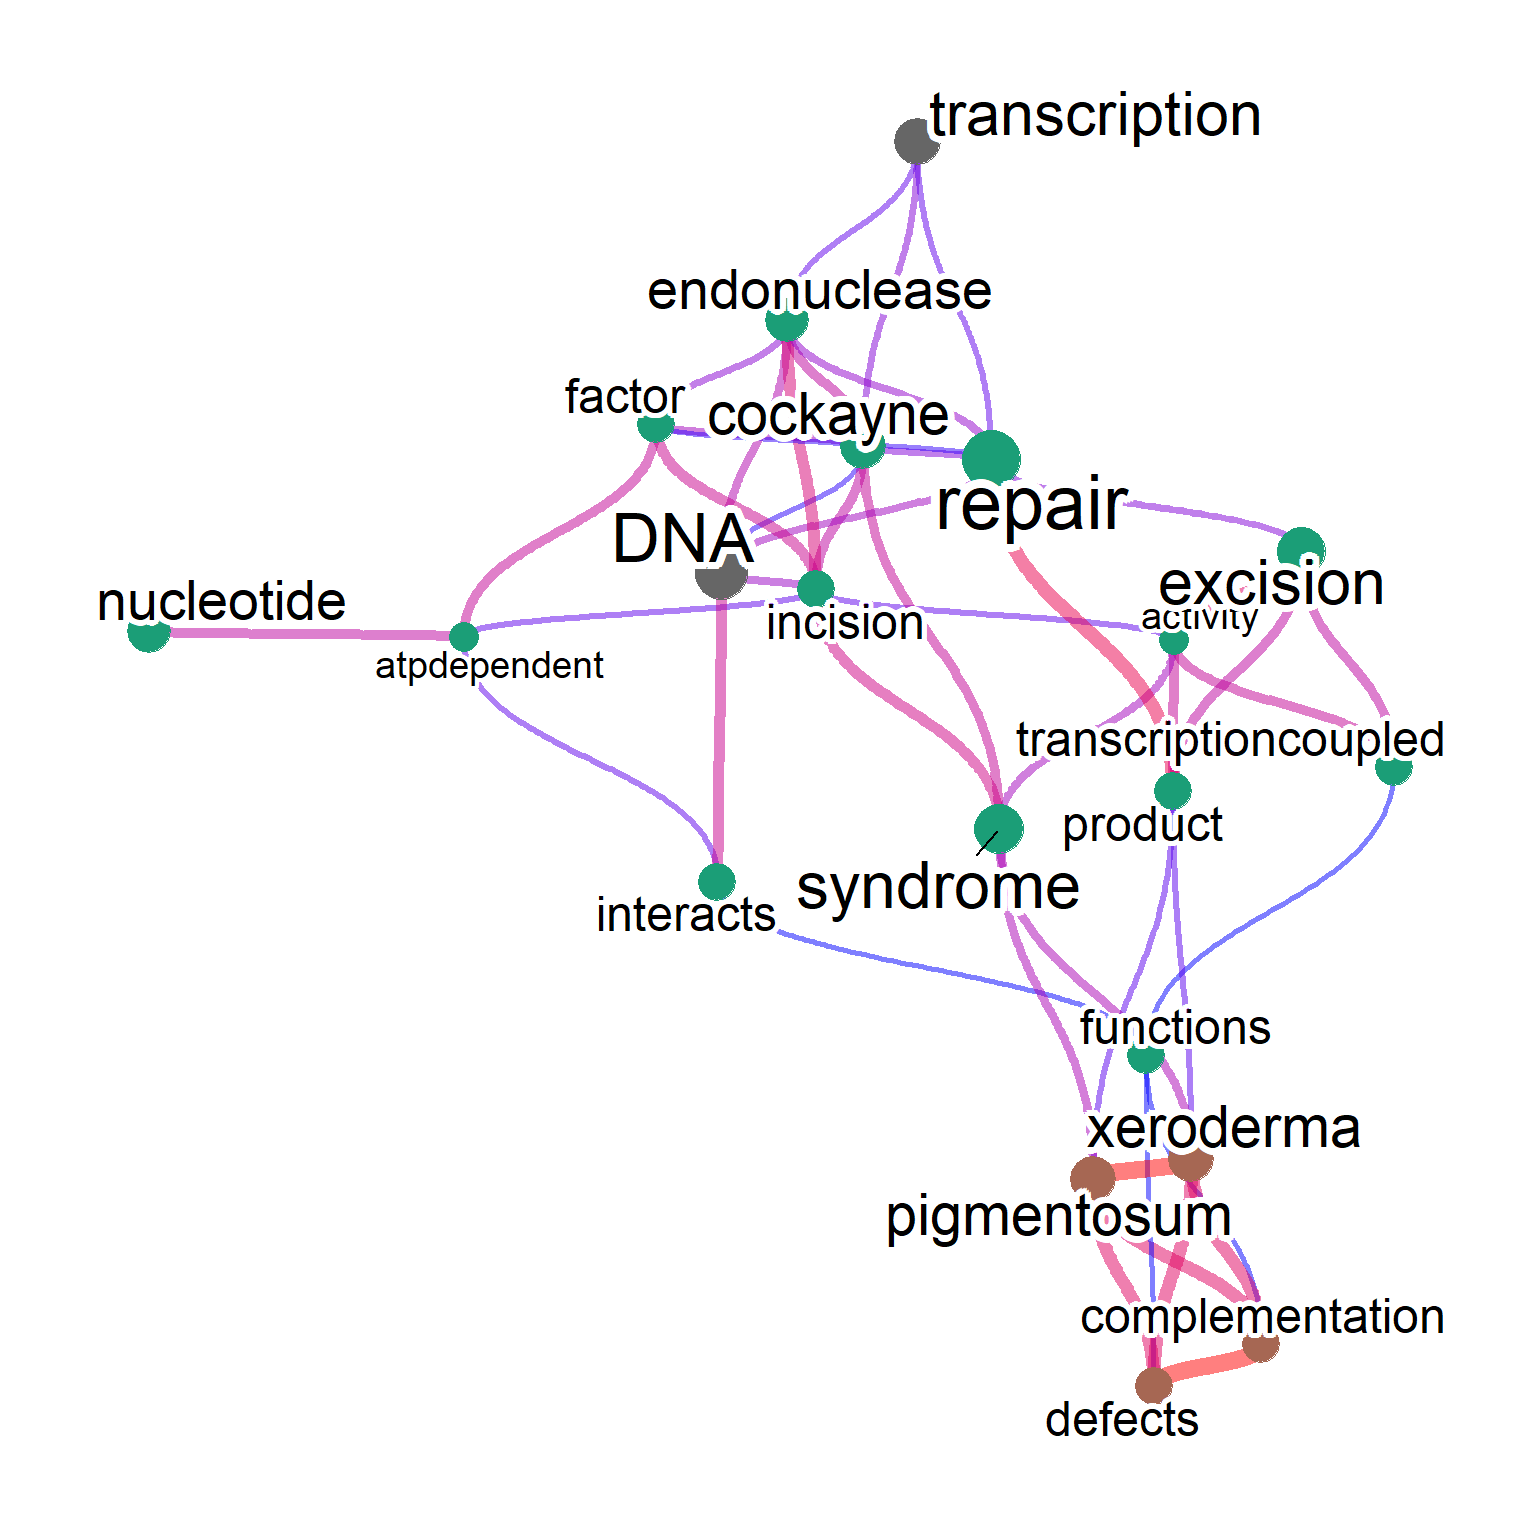 transcription
endonuclease
factor
cockayne
repair
DNA
excision
nucleotide
activity
incision
atpdependent
transcriptioncoupled
product
syndrome
interacts
functions
xeroderma
pigmentosum
complementation
defects